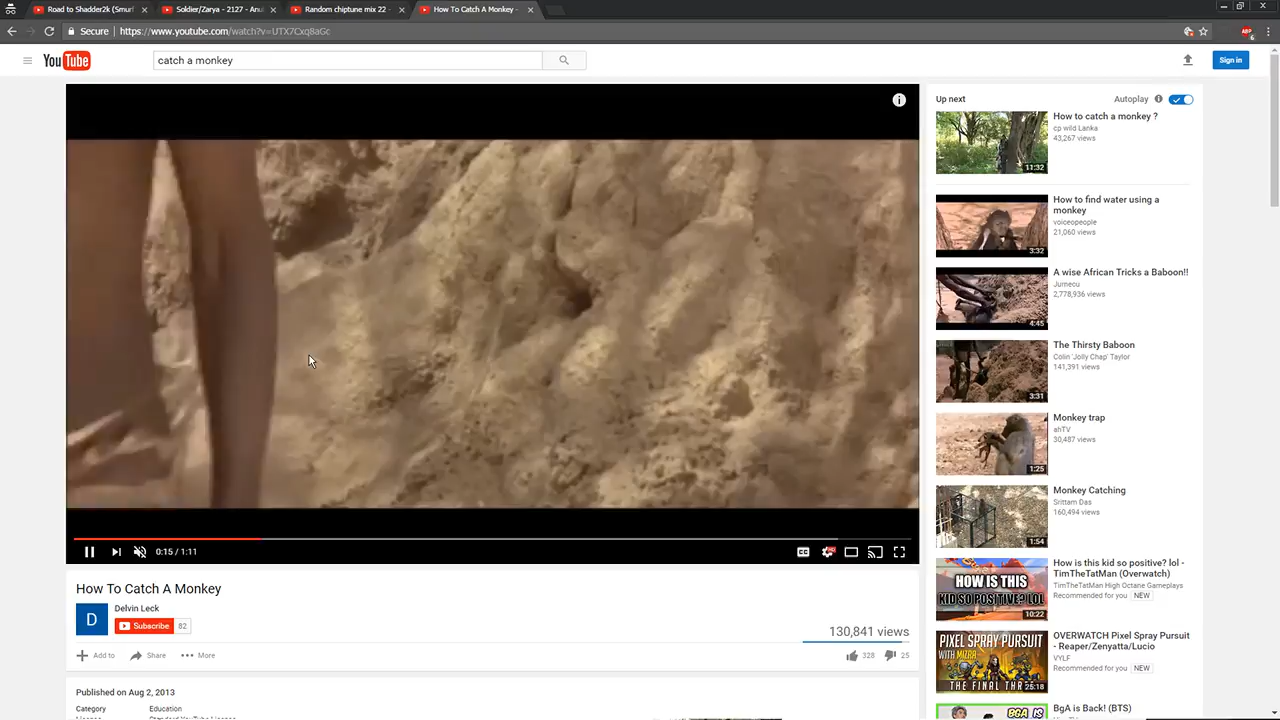 Road to Shadder2k (Smurf
Soldier/Zarya - 2127 - Anu
Random chiptune mix 22 -
How To Catch A Monkey -
Secure
https://www.youtube.com/watch?v=UTX7Cxq8aGc
YouTube
catch a monkey
Sign in
Up next
Autoplay
How to catch a monkey ?
cp wild Lanka
43,267 views
11:32
How to find water using a
monkey
voiceopeople
21,060 views
3:32
A wise African Tricks a Baboon!!
Jumecu
2,778,936 views
4:45
The Thirsty Baboon
Colin 'Jolly Chap' Taylor
141,391 views
3:31
Monkey trap
ahTV
30,487 views
1:25
Monkey Catching
Srittam Das
160,494 views
1:54
How is this kid so positive? lol -
TimTheTatMan (Overwatch)
TimTheTatMan High Octane Gameplays
Recommended for you NEW
HOW IS THIS
KID SO POSITIVE? LOL
10:22
OVERWATCH Pixel Spray Pursuit
- Reaper/Zenyatta/Lucio
VYLF
Recommended for you NEW
PIXEL SPRAY PURSUIT
WITH MIZRA
THE FINAL
25:18
BgA is Back! (BTS)
BGA IS
0:15 / 1:11
CC
How To Catch A Monkey
D
Delvin Leck
Subscribe 82
130,841 views
Add to
Share
More
328
25
Published on Aug 2, 2013
Category
Education